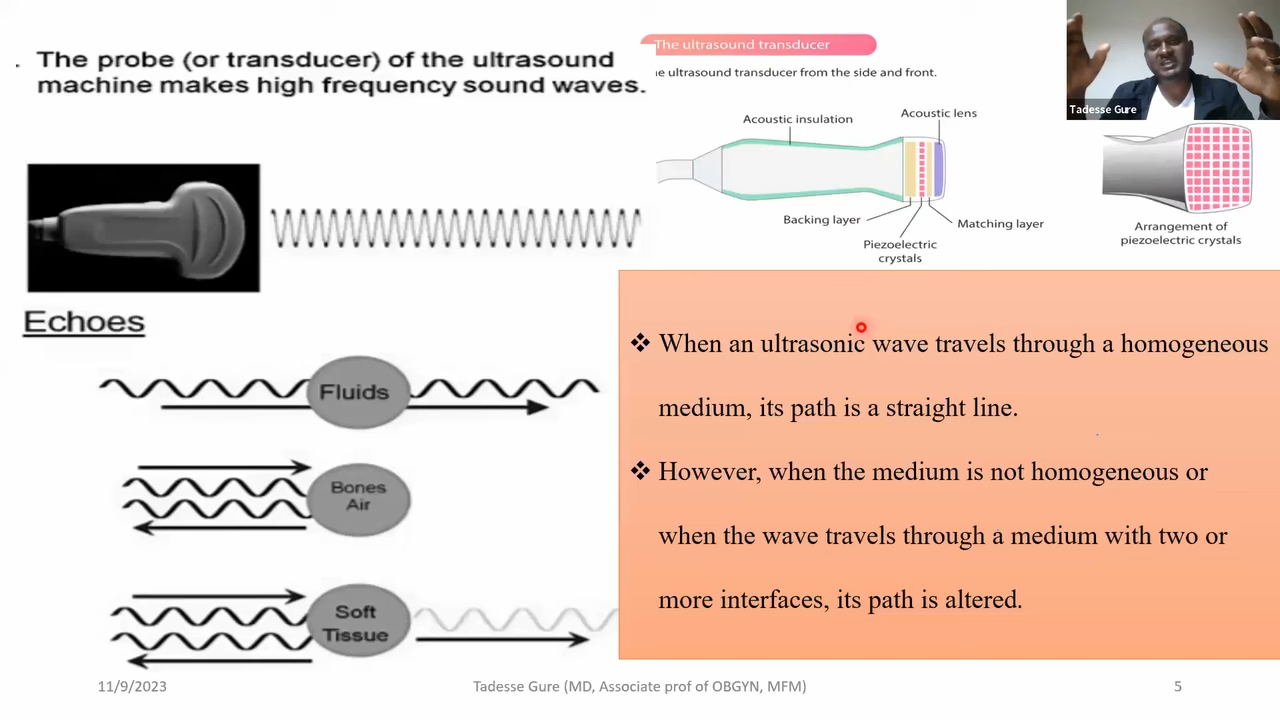 . The probe (or transducer) of the ultrasound
machine makes high frequency sound waves.
The ultrasound transducer
e ultrasound transducer from the side and front.
Tadesse Gure
Acoustic insulation
Acoustic lens
Backing layer
Matching layer
Piezoelectric
crystals
Arrangement of
piezoelectric crystals
Echoes
Fluids
Bones
Air
Soft
Tissue
❖ When an ultrasonic wave travels through a homogeneous
medium, its path is a straight line.
❖ However, when the medium is not homogeneous or
when the wave travels through a medium with two or
more interfaces, its path is altered.
11/9/2023
Tadesse Gure (MD, Associate prof of OBGYN, MFM)
5